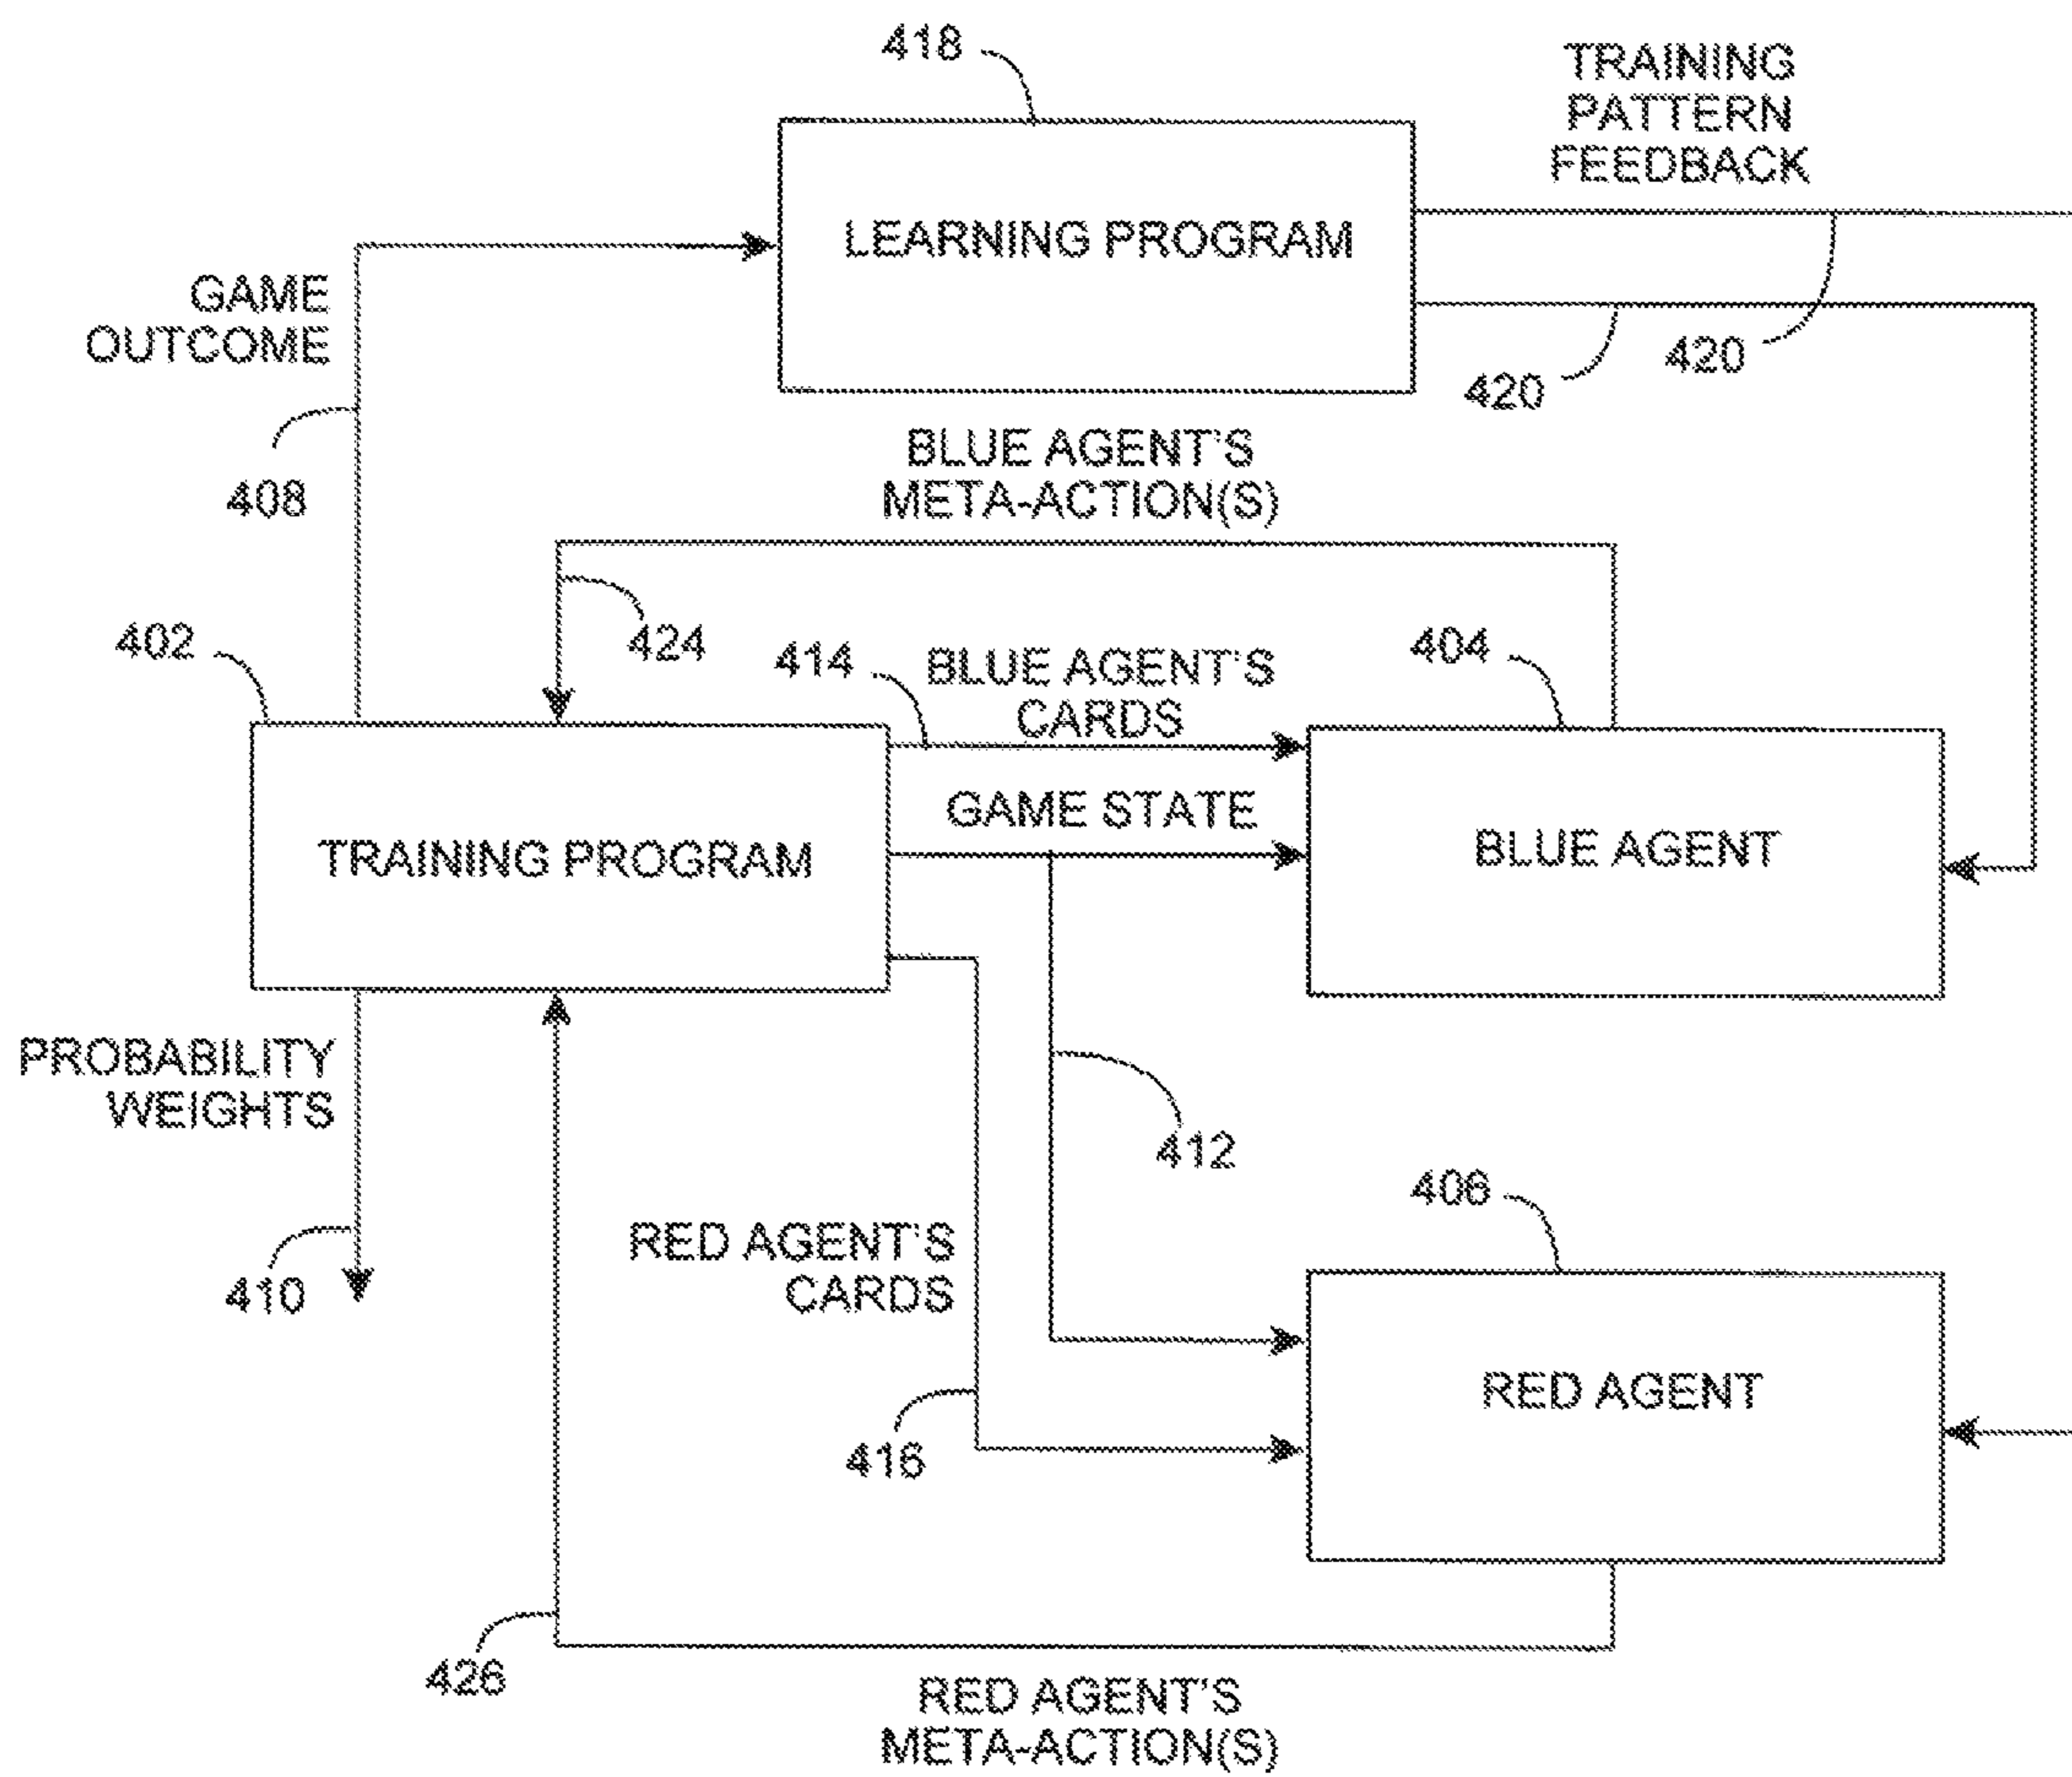 418
TRAINING
PATTERN
FEEDBACK
LEARNING PROGRAM
GAME
OUTCOME
420
420
408
BLUE AGENT'S
META-ACTION(S)
402
424
414
BLUE AGENT'S
CARDS
404
GAME STATE
TRAINING PROGRAM
BLUE AGENT
PROBABILITY
WEIGHTS
412
406
RED AGENT'S
CARDS
410
RED AGENT
416
426
RED AGENT'S
META-ACTION(S)